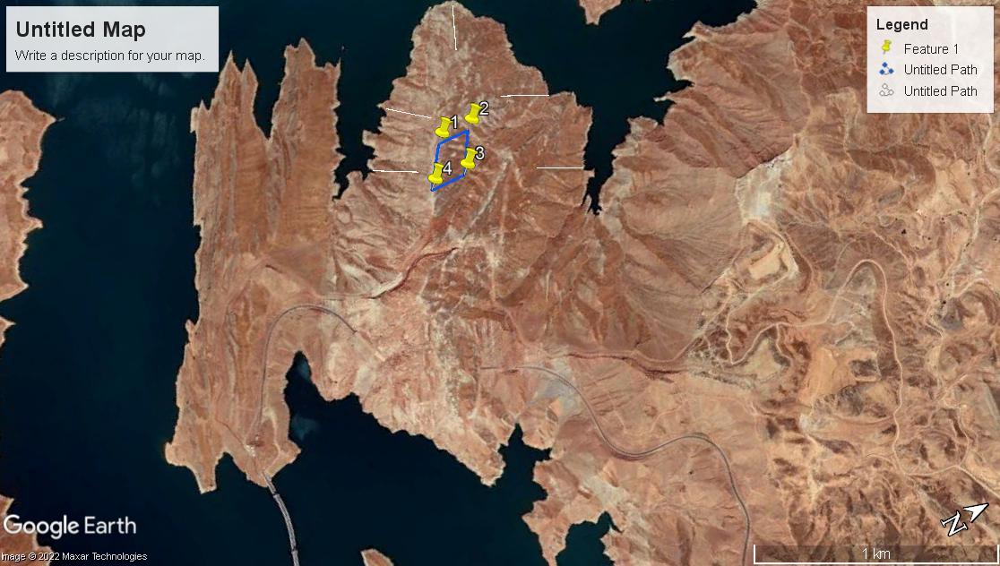 Untitled Map
Write a description for your map.
Legend
Feature 1
Untitled Path
Untitled Path
1
2
3
4
Google Earth
Image © 2022 Maxar Technologies
N
1 km